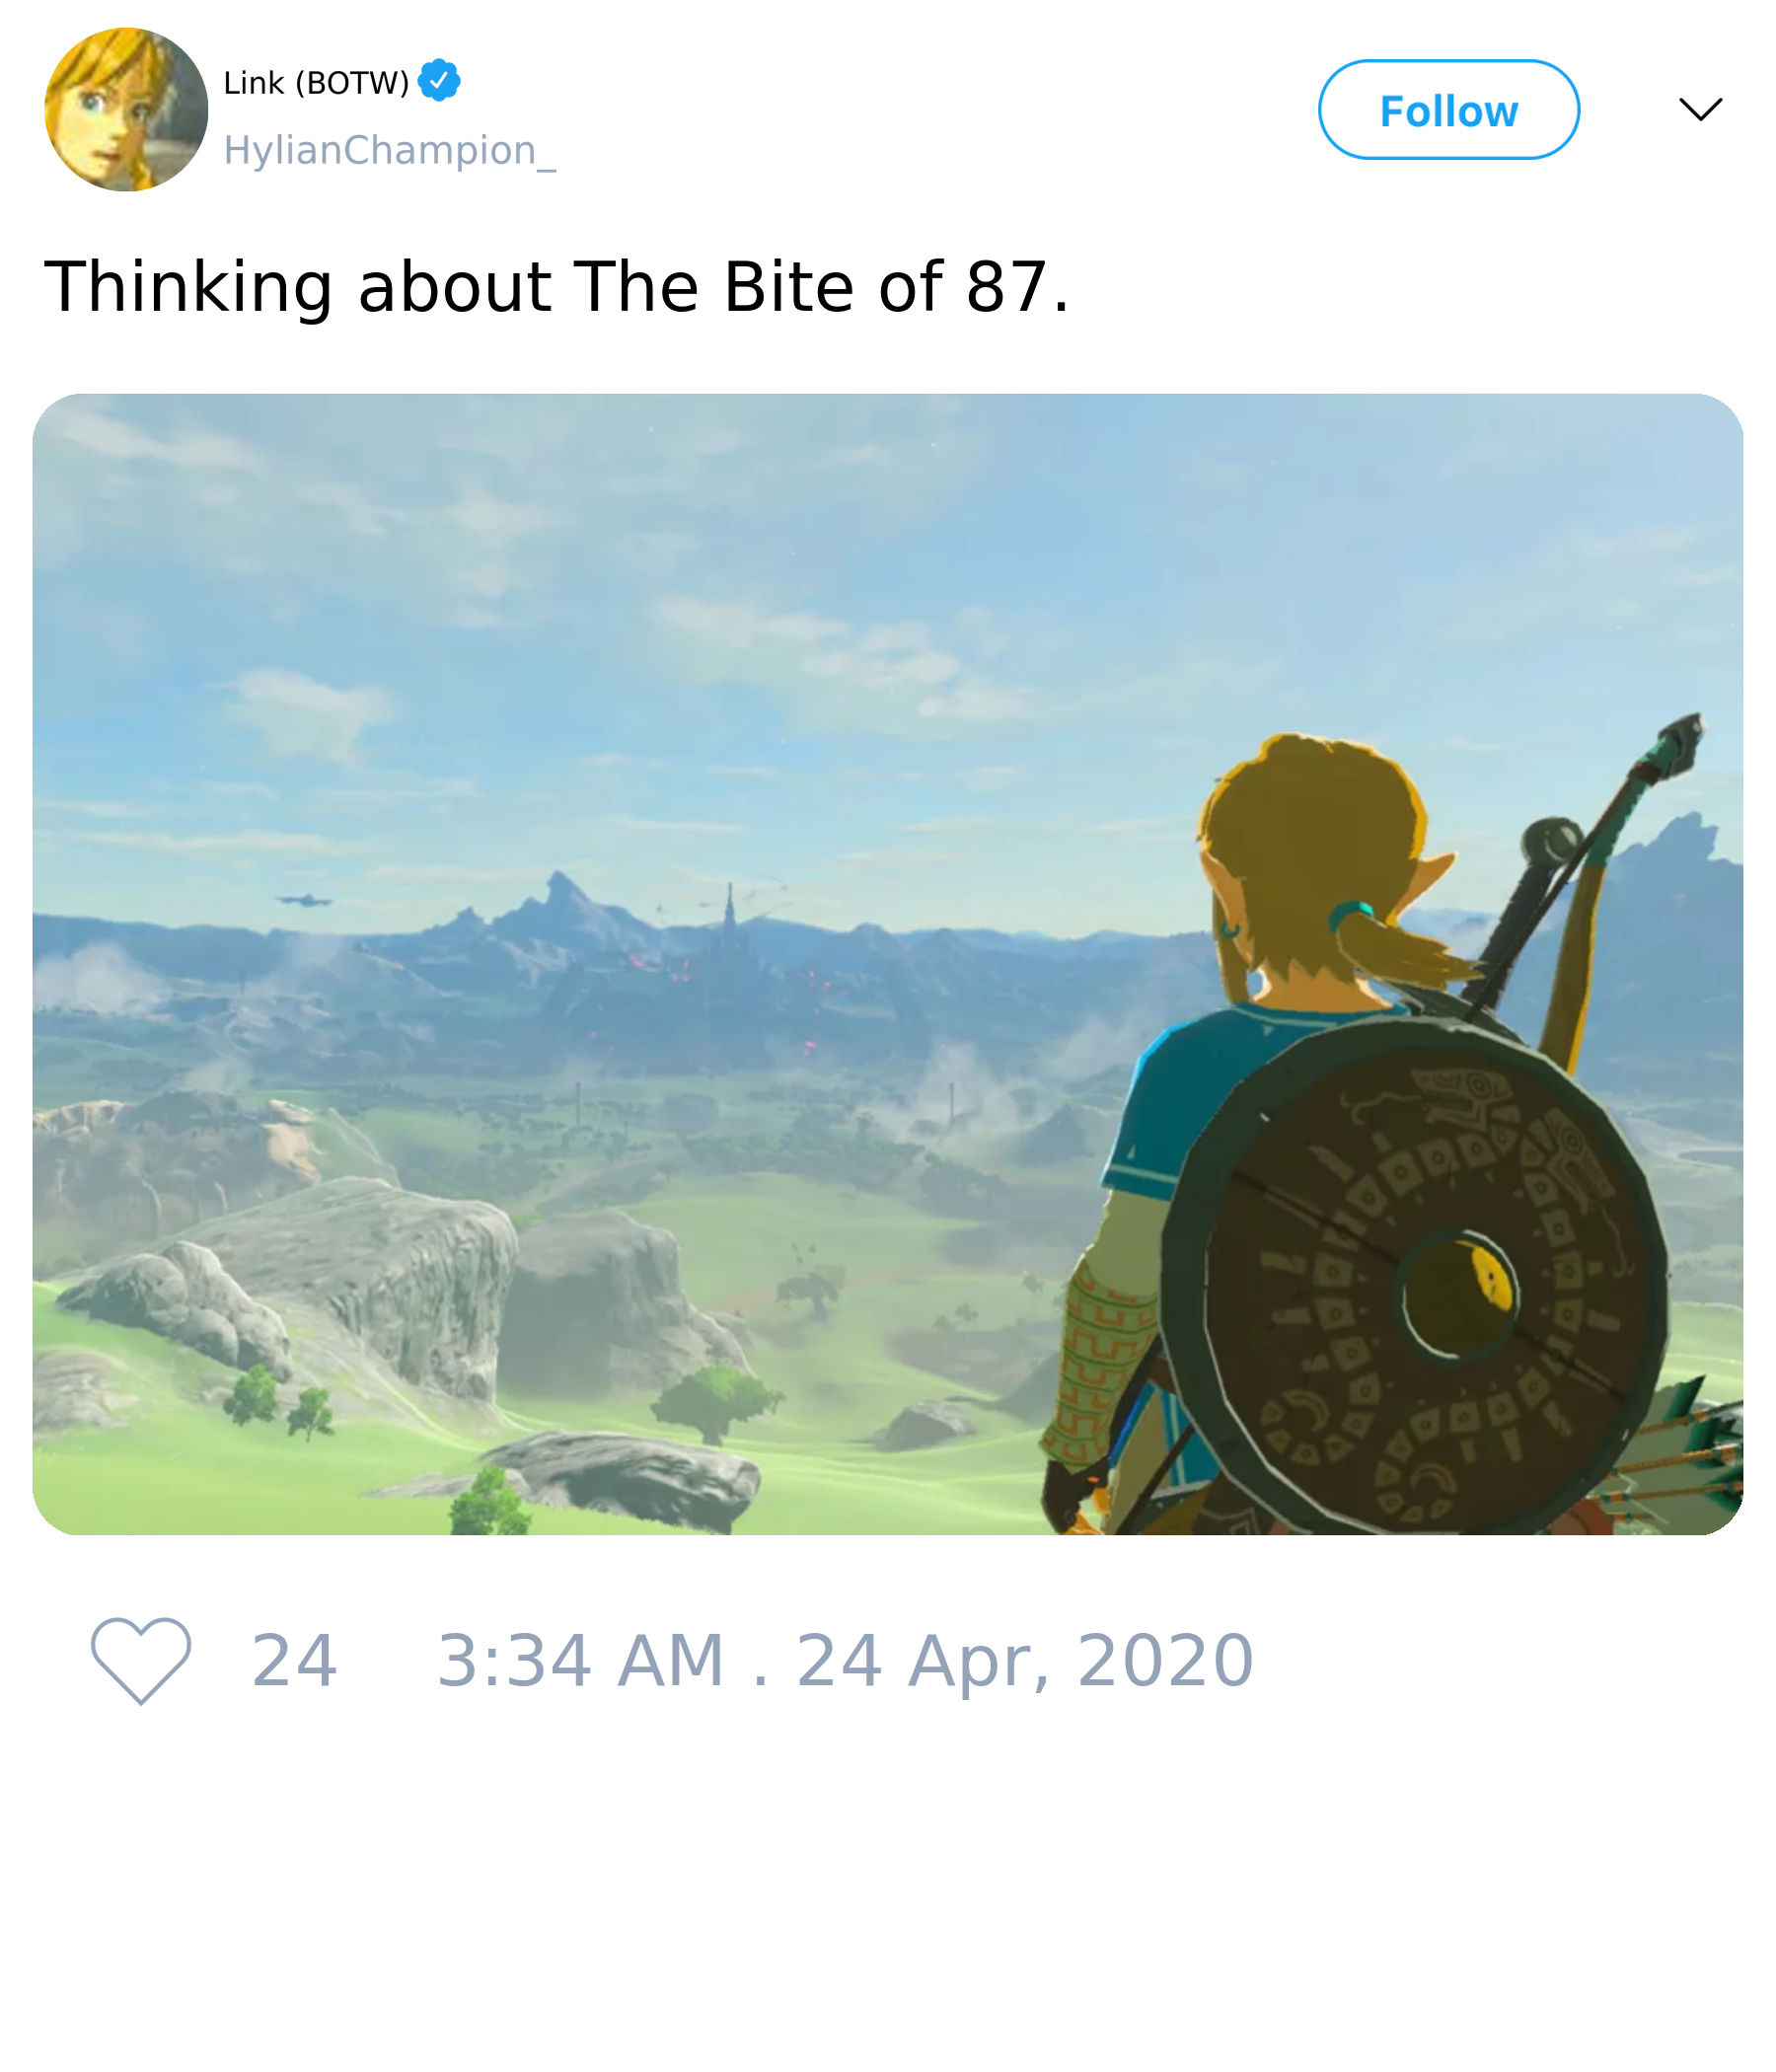 Link (BOTW)
HylianChampion_
Follow
Thinking about The Bite of 87.
24 3:34 AM . 24 Apr, 2020